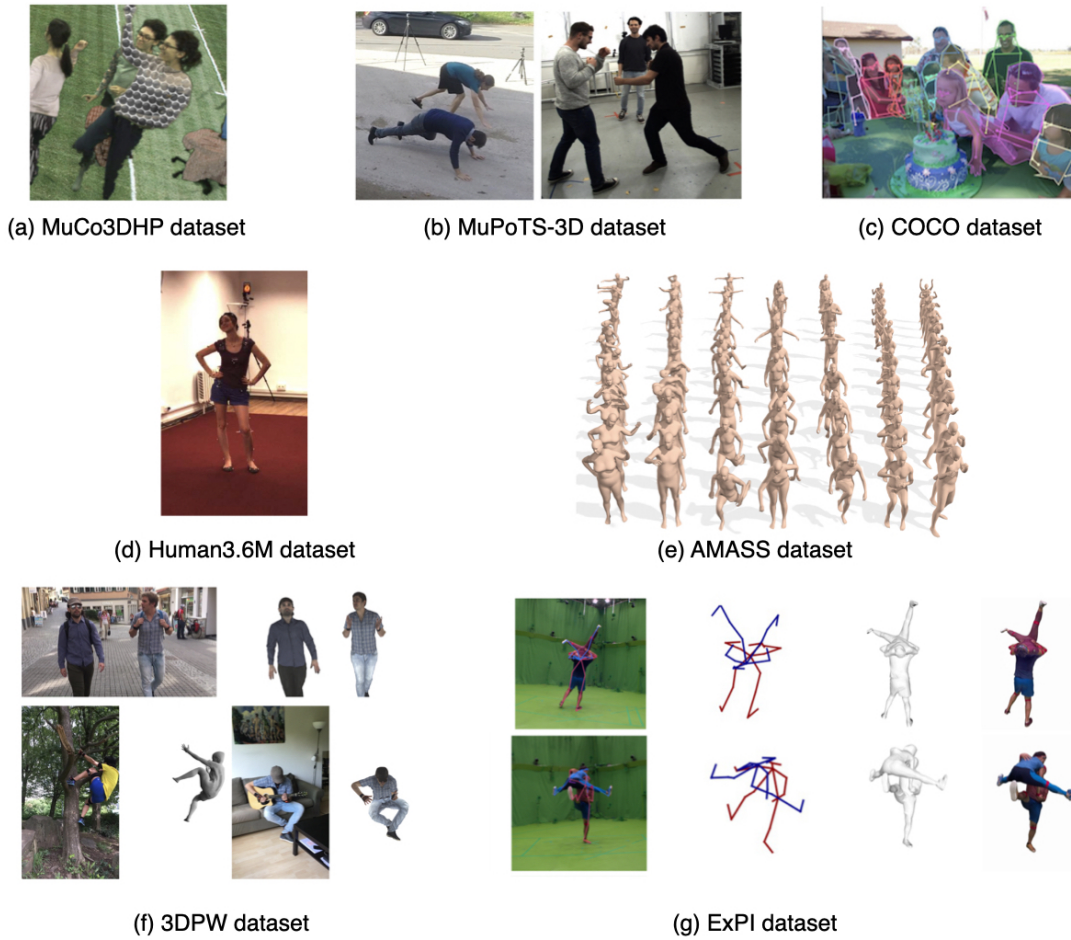 (a) MuCo3DHP dataset
(b) MuPoTS-3D dataset
(c) COCO dataset
(d) Human3.6M dataset
(e) AMASS dataset
(f) 3DPW dataset
(g) ExPI dataset